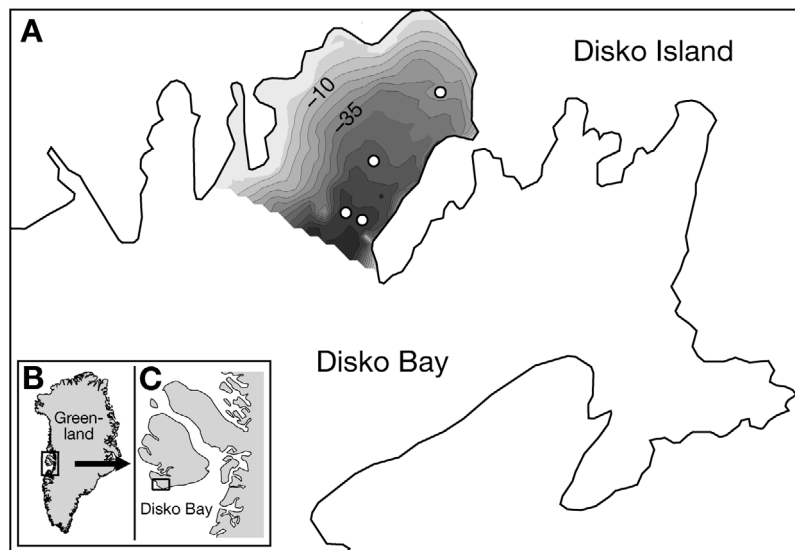 A
Disko Island
−10
−35
Disko Bay
B
Green-
land
C
Disko Bay